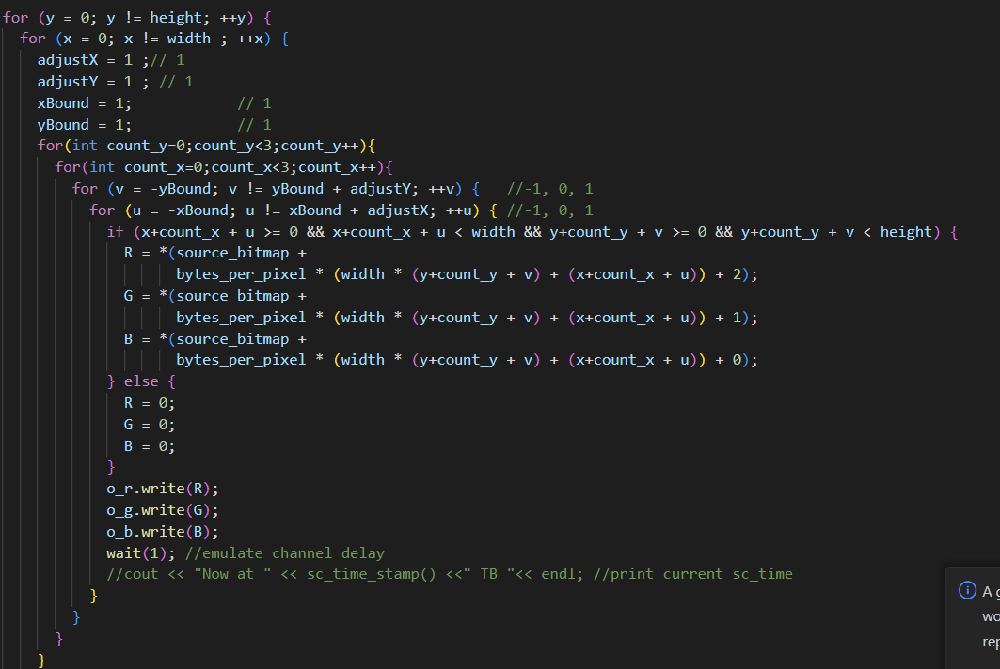 for (y = 0; y != height; ++y) {
for (x = 0; x != width ; ++x) {
adjustX = 1 ;// 1
adjustY = 1 ; // 1
xBound = 1;            // 1
yBound = 1;            // 1
for(int count_y=0;count_y<3;count_y++){
for(int count_x=0;count_x<3;count_x++){
for (v = -yBound; v != yBound + adjustY; ++v) {   //-1, 0, 1
for (u = -xBound; u != xBound + adjustX; ++u) { //-1, 0, 1
if (x+count_x + u >= 0 && x+count_x + u < width && y+count_y + v >= 0 && y+count_y + v < height) {
R = *(source_bitmap +
bytes_per_pixel * (width * (y+count_y + v) + (x+count_x + u)) + 2);
G = *(source_bitmap +
bytes_per_pixel * (width * (y+count_y + v) + (x+count_x + u)) + 1);
B = *(source_bitmap +
bytes_per_pixel * (width * (y+count_y + v) + (x+count_x + u)) + 0);
} else {
R = 0;
G = 0;
B = 0;
}
o_r.write(R);
o_g.write(G);
o_b.write(B);
wait(1); //emulate channel delay
//cout << "Now at " << sc_time_stamp() <<" TB "<< endl; //print current sc_time
}
}
}
}
A